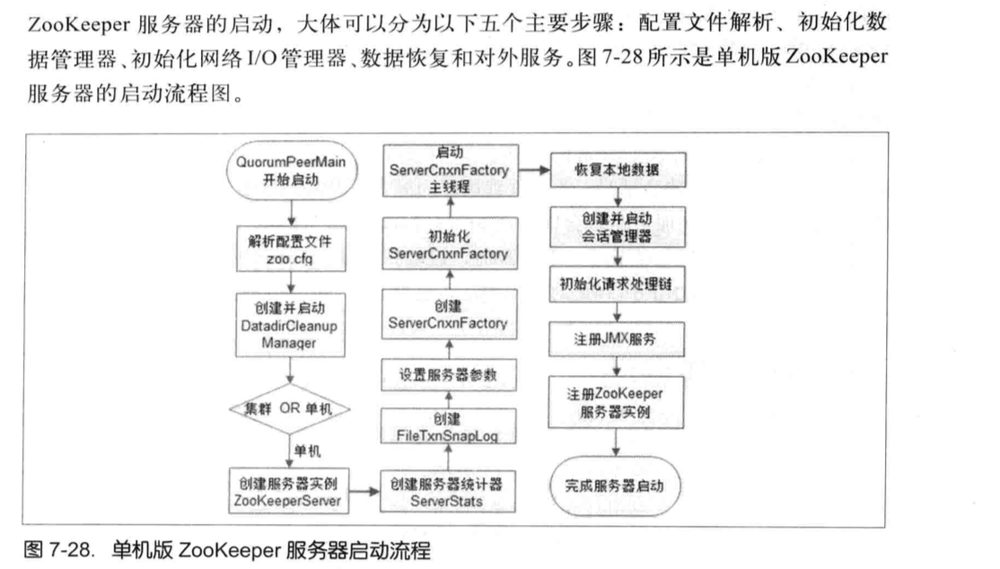 ZooKeeper 服务器的启动，大体可以分为以下五个主要步骤：配置文件解析、初始化数
据管理器、初始化网络 I/O 管理器、数据恢复和对外服务。图 7-28 所示是单机版 ZooKeeper
服务器的启动流程图。
QuorumPeerMain
开始启动
解析配置文件
zoo.cfg
创建并启动
DatadirCleanup
Manager
集群 OR 单机
单机
创建服务器实例
ZooKeeperServer
创建服务器统计器
ServerStats
创建
FileTxnSnapLog
设置服务器参数
创建
ServerCnxnFactory
初始化
ServerCnxnFactory
启动
ServerCnxnFactory
主线程
恢复本地数据
创建并启动
会话管理器
初始化请求处理链
注册JMX服务
注册ZooKeeper
服务器实例
完成服务器启动
图 7-28. 单机版 ZooKeeper 服务器启动流程